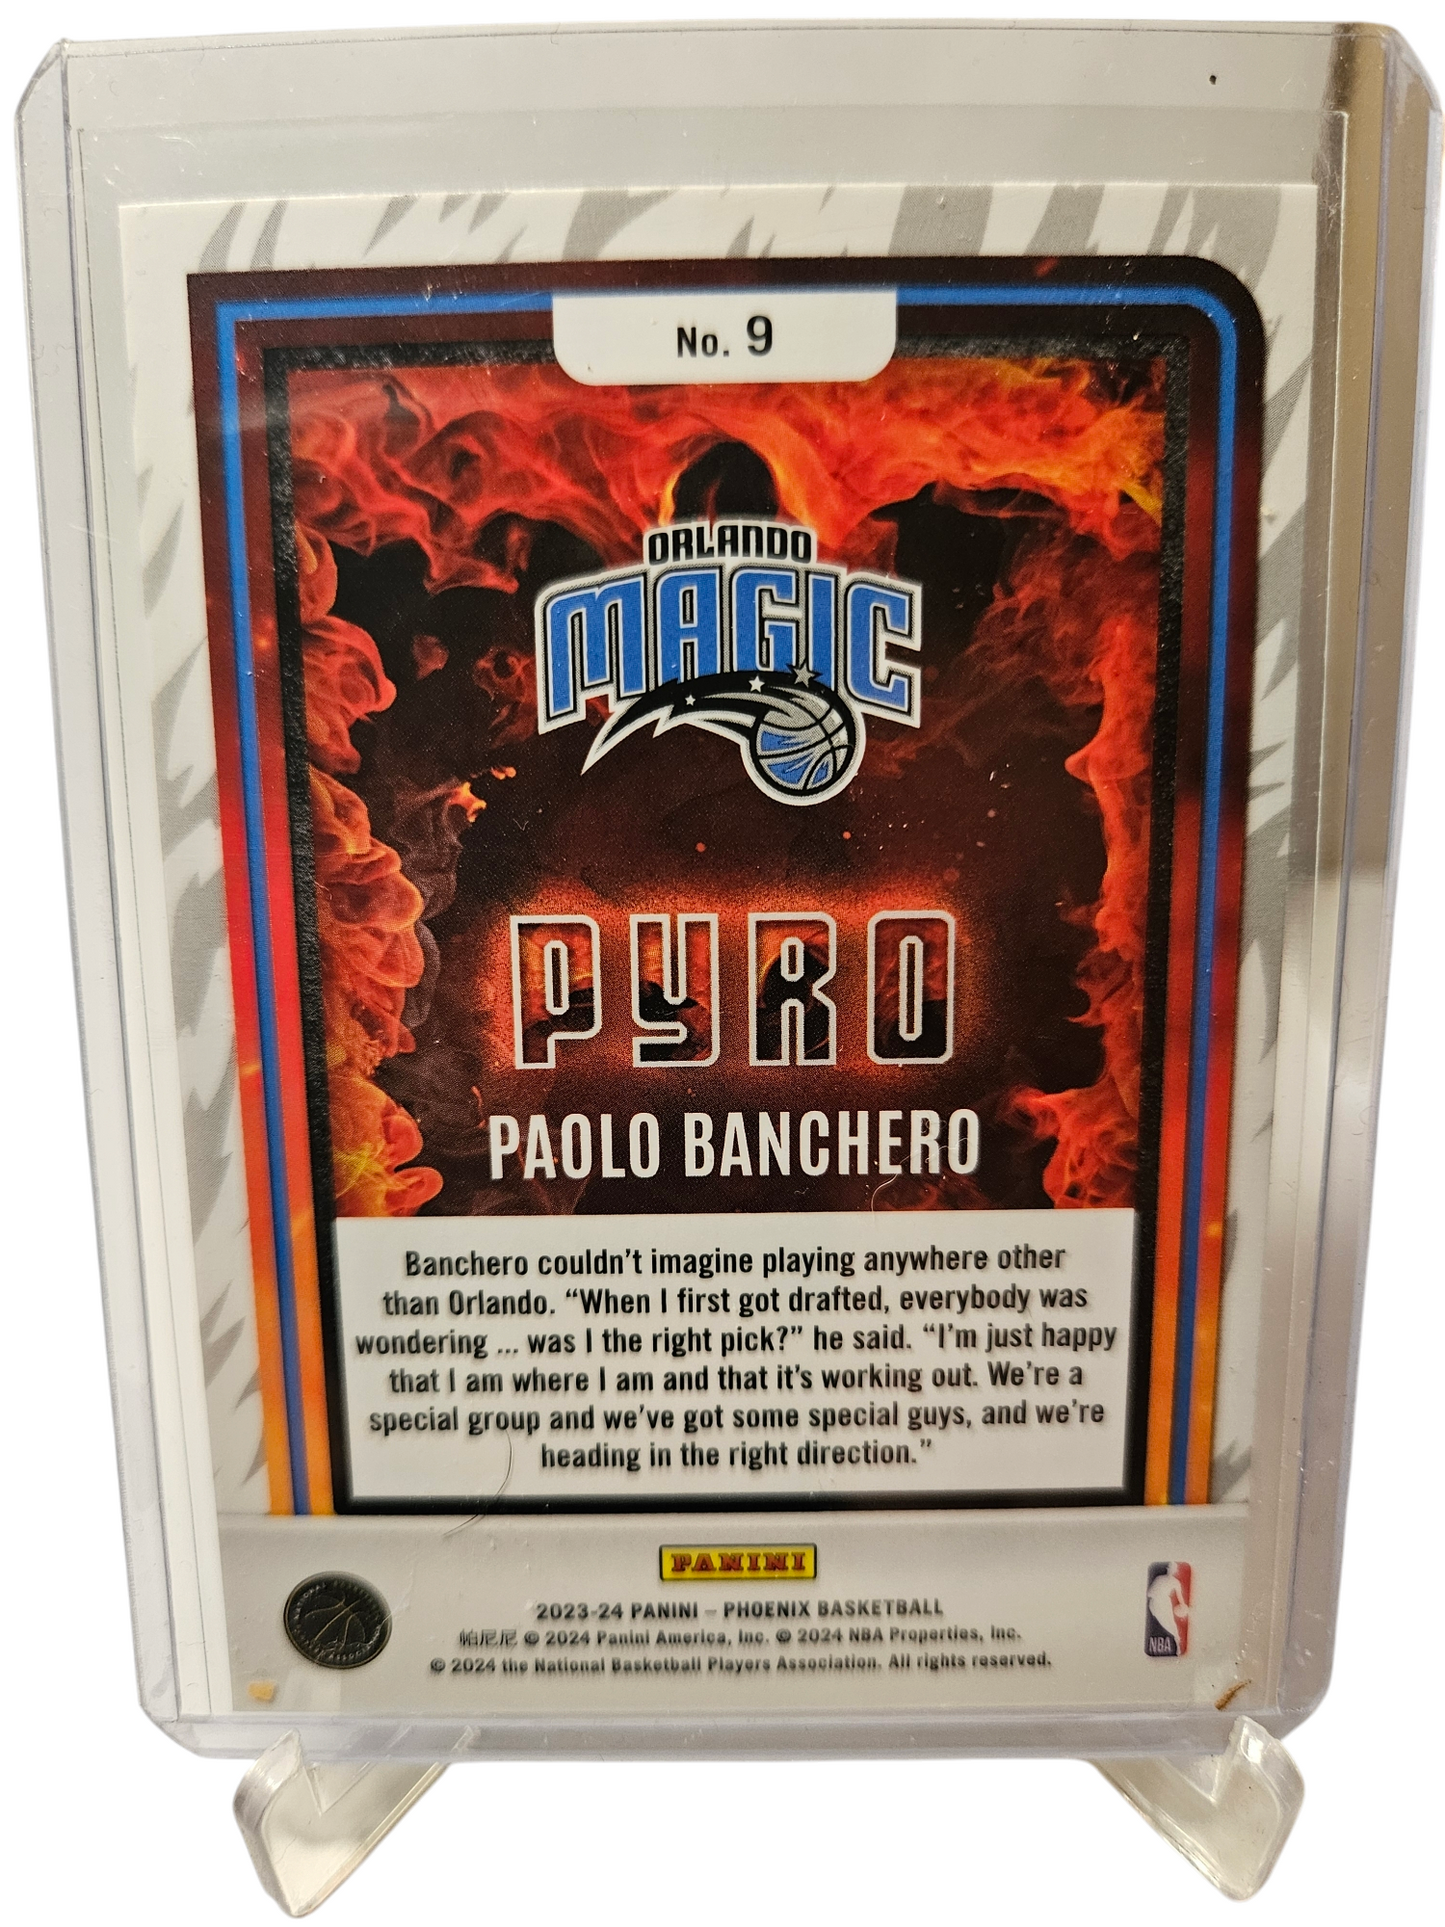 No. 9
ORLANDO
MAGIC
PYRO
PAOLO BANCHERO
Banchero couldn't imagine playing anywhere other
than Orlando. “When I first got drafted, everybody was
wondering ... was I the right pick?” he said. “I'm just happy
that I am where I am and that it's working out. We're a
special group and we've got some special guys, and we're
heading in the right direction.”
PANINI
2023-24 PANINI – PHOENIX BASKETBALL
帕尼尼 © 2024 Panini America, Inc. © 2024 NBA Properties, Inc.
© 2024 the National Basketball Players Association. All rights reserved.
NBA